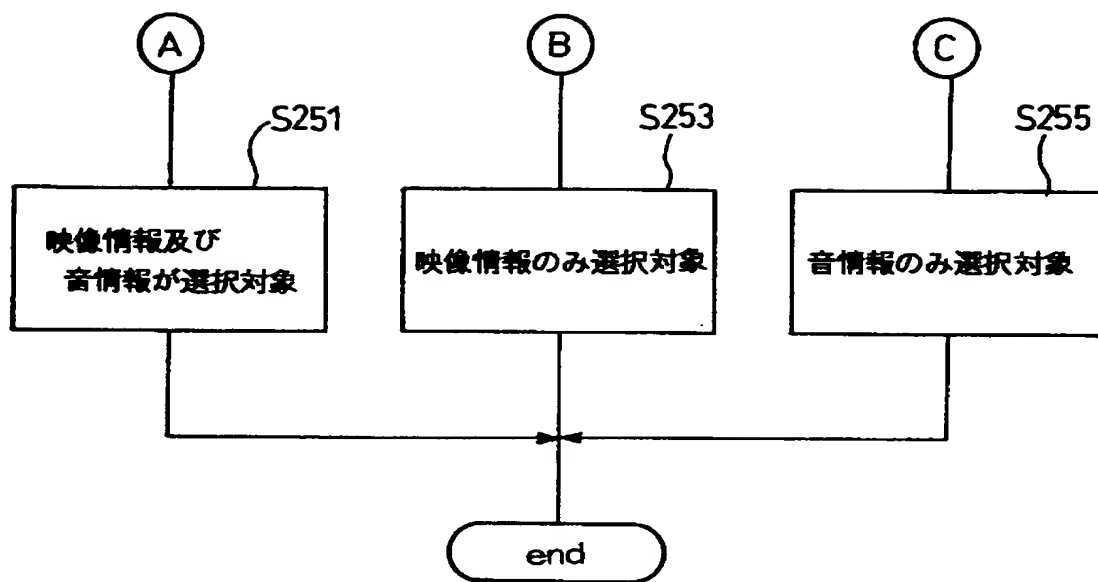 A
B
C
S251
S253
S255
映像情報及び
音情報が選択対象
映像情報のみ選択対象
音情報のみ選択対象
end